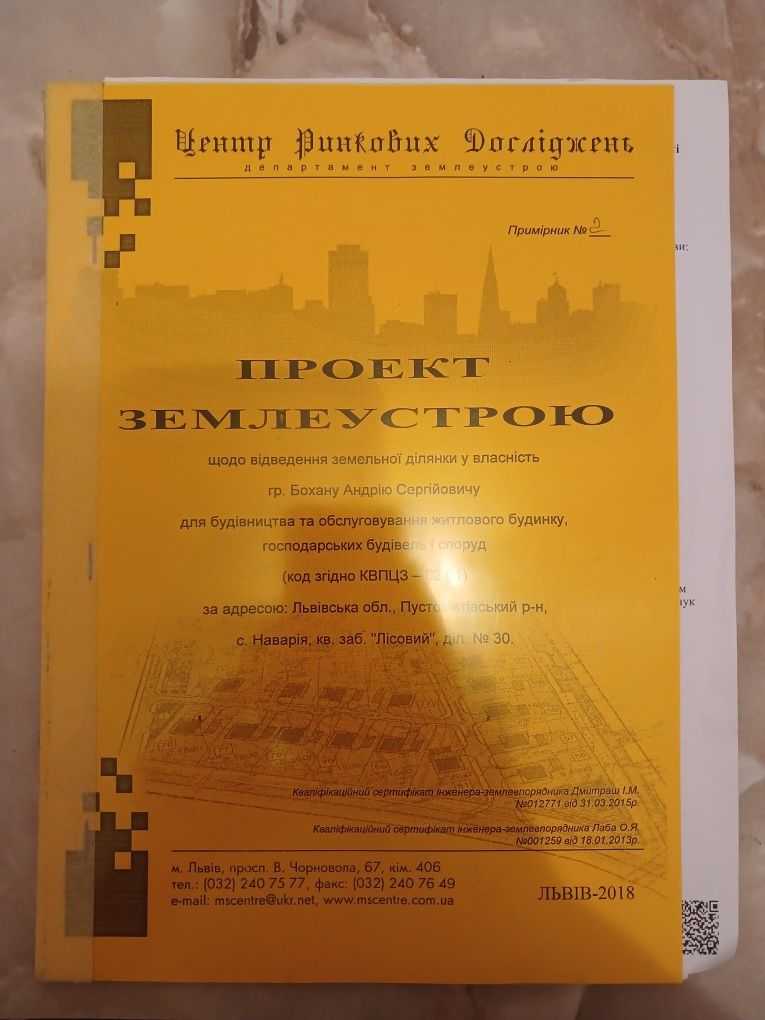 Центр Ринкових Досліджень
департамент землеустрою
Примірник № 2
ПРОЕКТ
ЗЕМЛЕУСТРОЮ
щодо відведення земельної ділянки у власність
гр. Бохану Андрію Сергійовичу
для будівництва та обслуговування житлового будинку,
господарських будівель і споруд
(код згідно КВПЦЗ –
за адресою: Львівська обл., Пустомитівський р-н,
с. Наварія, кв. заб. "Лісовий", діл. № 30.
Кваліфікаційний сертифікат інженера-землевпорядника Дмитраш І.М.
№012771 від 31.03.2015р.
Кваліфікаційний сертифікат інженера-землевпорядника Лаба О.Я.
№001259 від 18.01.2013р.
м. Львів, просп. В. Чорновола, 67, кім. 406
тел.: (032) 240 75 77, факс: (032) 240 76 49
e-mail: mscentre@ukr.net, www.mscentre.com.ua
ЛЬВІВ-2018